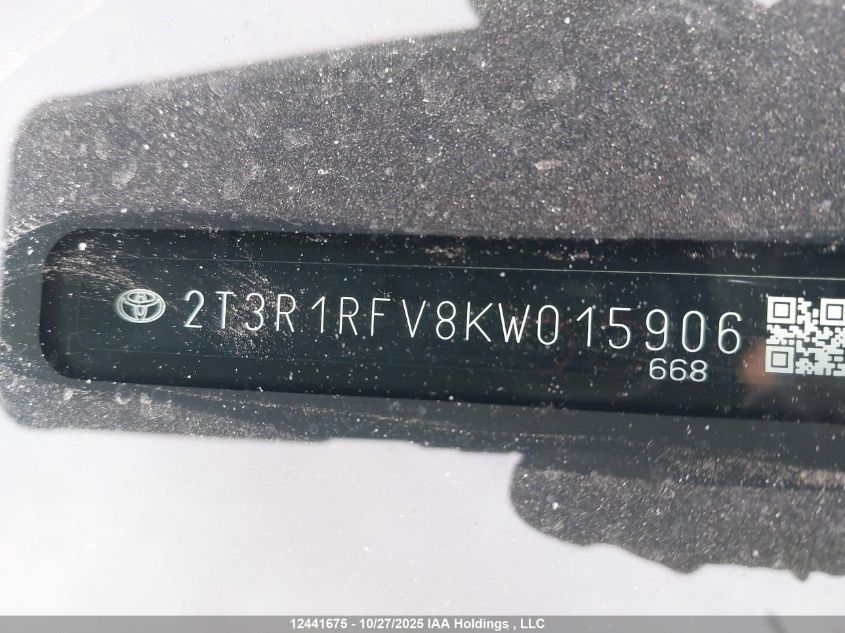 2T3R1RFV8KW015906
668
12441675 - 10/27/2025 IAA Holdings , LLC